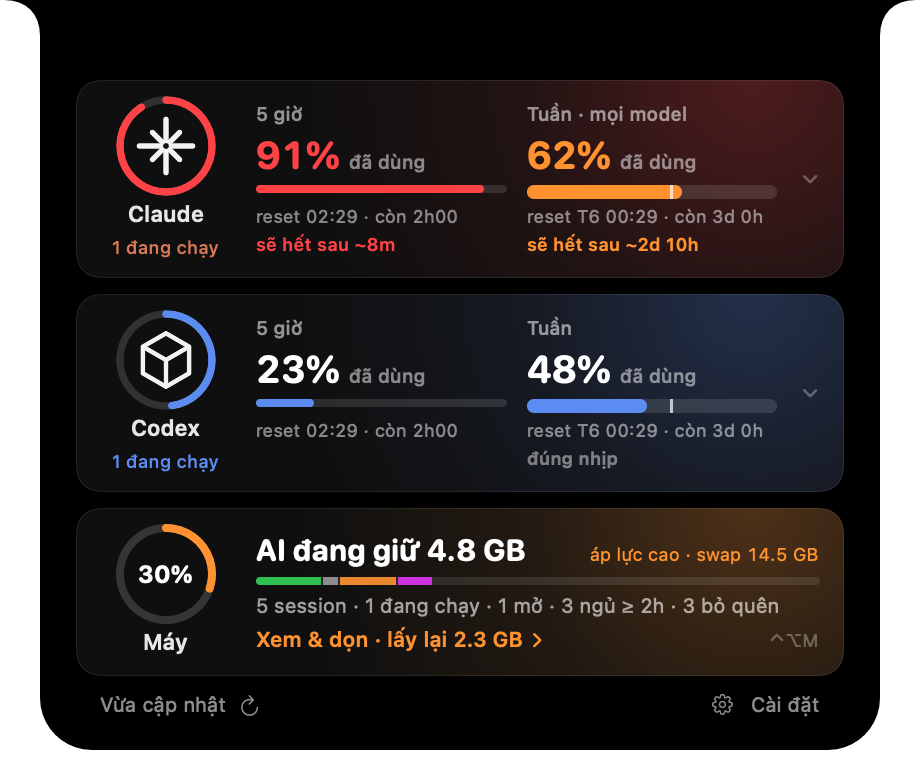 5 giờ
Tuần · mọi model
91% đã dùng
62% đã dùng
reset 02:29 · còn 2h00
reset T6 00:29 · còn 3d 0h
Claude
1 đang chạy
sẽ hết sau ~8m
sẽ hết sau ~2d 10h
5 giờ
Tuần
23% đã dùng
48% đã dùng
reset 02:29 · còn 2h00
reset T6 00:29 · còn 3d 0h
Codex
1 đang chạy
đúng nhịp
AI đang giữ 4.8 GB
áp lực cao · swap 14.5 GB
30%
5 session · 1 đang chạy · 1 mở · 3 ngủ ≥ 2h · 3 bỏ quên
Máy
Xem & dọn · lấy lại 2.3 GB >
^⌥M
Vừa cập nhật
Cài đặt